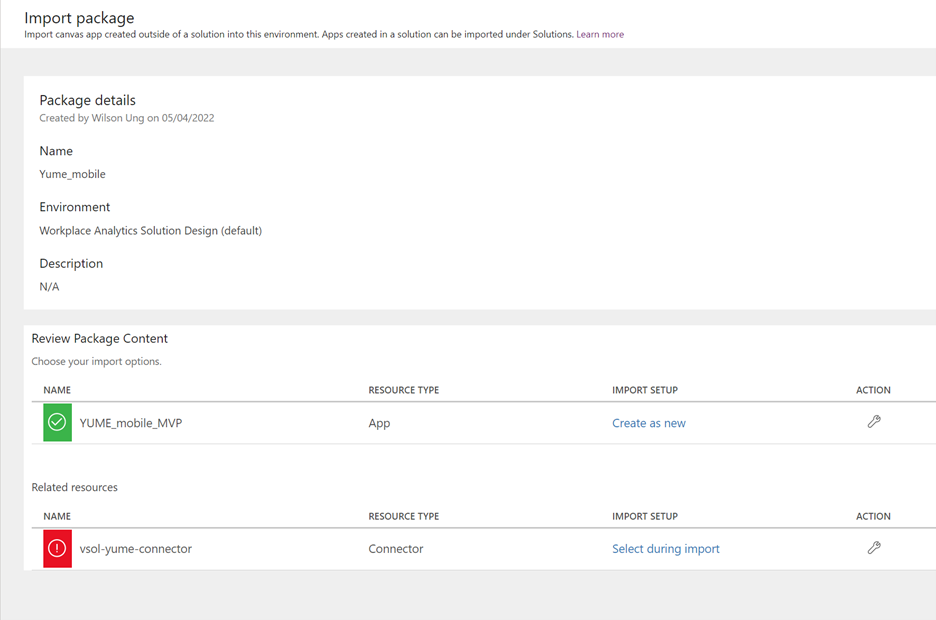 Import package
Import canvas app created outside of a solution into this environment. Apps created in a solution can be imported under Solutions. Learn more
Package details
Created by Wilson Ung on 05/04/2022
Name
Yume_mobile
Environment
Workplace Analytics Solution Design (default)
Description
N/A
Review Package Content
Choose your import options.
NAME RESOURCE TYPE IMPORT SETUP ACTION
YUME_mobile_MVP App Create as new
Related resources
NAME RESOURCE TYPE IMPORT SETUP ACTION
vsol-yume-connector Connector Select during import